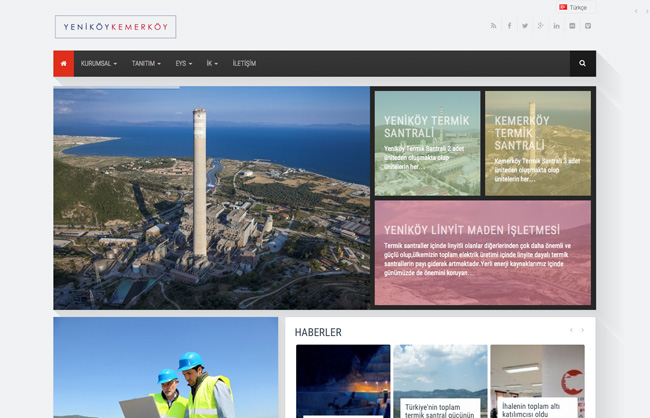 Türkçe
YENİKÖYKEMERKÖY
KURUMSAL
TANITIM
EYS
İK
İLETİŞİM
YENİKÖY TERMİK
SANTRALİ
Yeniköy Termik Santrali 2 adet
üniteden oluşmakta olup
ünitelerin her...
KEMERKÖY
TERMİK
SANTRALİ
Kemerköy Termik Santrali 3 adet
üniteden oluşmakta olup
ünitelerin her...
YENİKÖY LİNYİT MADEN İŞLETMESİ
Termik santraller içinde linyitli olanlar diğerlerinden çok daha önemli ve
güçlü olup,ülkemizin toplam elektrik üretimi içinde linyite dayalı termik
santrallerin payı giderek artmaktadır.Yerli enerji kaynaklarımız içinde
günümüzde de önemini koruyan...
HABERLER
Türkiye'nin toplam
termik santral gücünün
İhalenin toplam altı
katılımcısı oldu